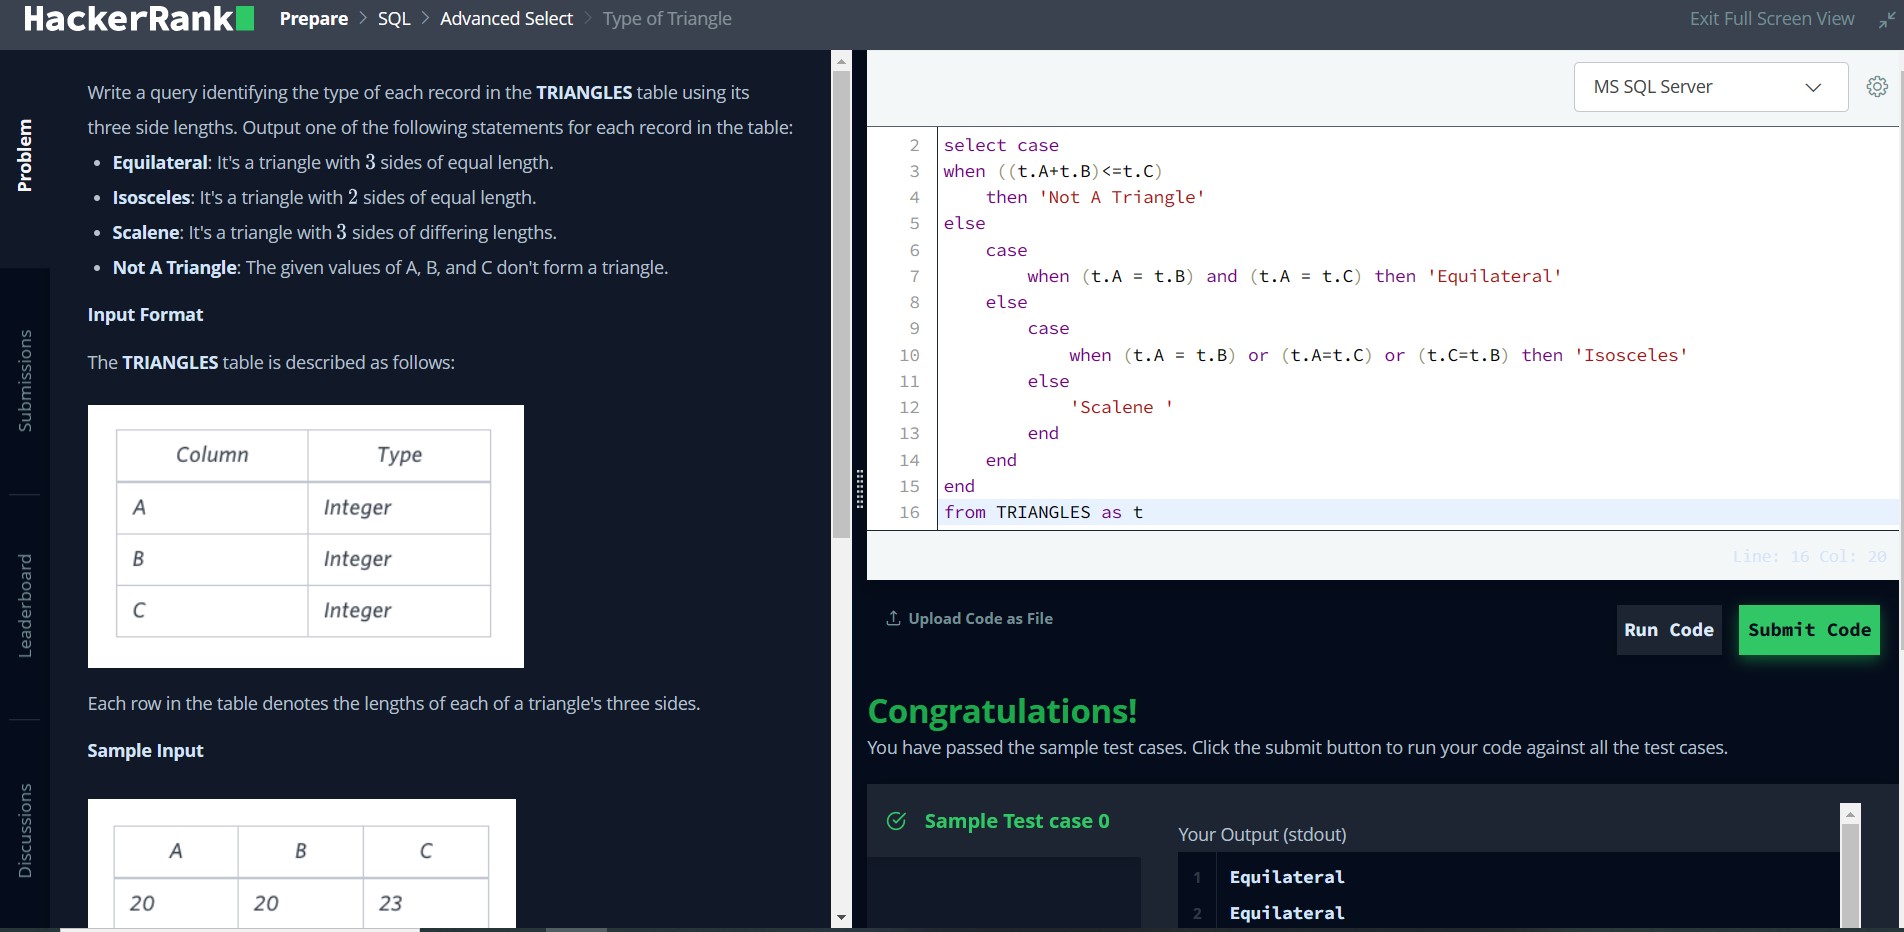 HackerRank
Prepare > SQL > Advanced Select > Type of Triangle
Exit Full Screen View
Problem
Submissions
Leaderboard
Discussions
Write a query identifying the type of each record in the TRIANGLES table using its
three side lengths. Output one of the following statements for each record in the table:
• Equilateral: It's a triangle with 3 sides of equal length.
• Isosceles: It's a triangle with 2 sides of equal length.
• Scalene: It's a triangle with 3 sides of differing lengths.
• Not A Triangle: The given values of A, B, and C don't form a triangle.
Input Format
The TRIANGLES table is described as follows:
Column Type
A Integer
B Integer
C Integer
Each row in the table denotes the lengths of each of a triangle's three sides.
Sample Input
A B C
20 20 23
MS SQL Server
2 select case
3 when ((t.A+t.B)<=t.C)
4     then 'Not A Triangle'
5 else
6     case
7         when (t.A = t.B) and (t.A = t.C) then 'Equilateral'
8     else
9         case
10             when (t.A = t.B) or (t.A=t.C) or (t.C=t.B) then 'Isosceles'
11         else
12             'Scalene '
13         end
14     end
15 end
16 from TRIANGLES as t
Line: 16 Col: 20
Upload Code as File
Run Code
Submit Code
Congratulations!
You have passed the sample test cases. Click the submit button to run your code against all the test cases.
Sample Test case 0
Your Output (stdout)
1 Equilateral
2 Equilateral